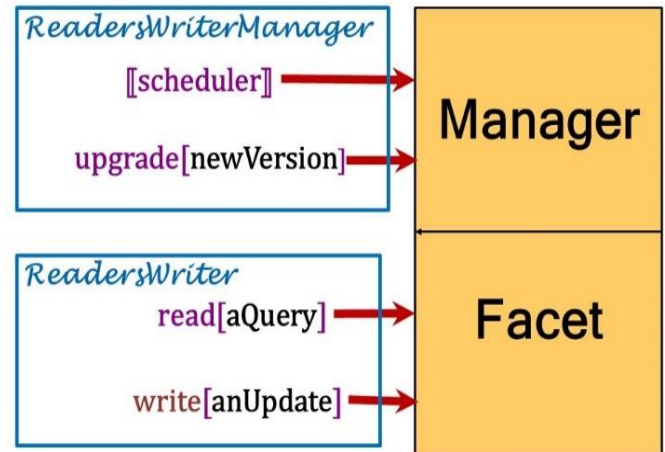 ReadersWriterManager
⟦scheduler⟧
upgrade[newVersion]
Manager
ReadersWriter
read[aQuery]
write[anUpdate]
Facet